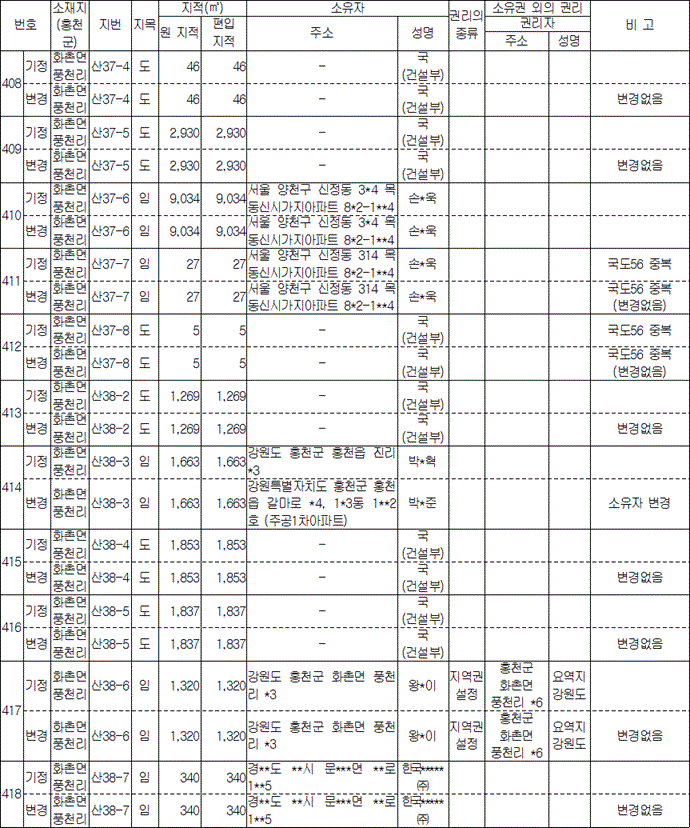 번호 소재지 (홍천군) 지번 지목 지적(㎡) 소유자 권리의 종류 소유권 외의 권리 비 고
원 지적 편입 지적 주소 성명 권리자
주소 성명
408 기정 화촌면 풍천리 산37-4 도 46 46 - 국 (건설부)
변경 화촌면 풍천리 산37-4 도 46 46 - 국 (건설부) 변경없음
409 기정 화촌면 풍천리 산37-5 도 2,930 2,930 - 국 (건설부)
변경 화촌면 풍천리 산37-5 도 2,930 2,930 - 국 (건설부) 변경없음
410 기정 화촌면 풍천리 산37-6 임 9,034 9,034 서울 양천구 신정동 3*4 목동신시가지아파트 8*2-1**4 손*욱
변경 화촌면 풍천리 산37-6 임 9,034 9,034 서울 양천구 신정동 3*4 목동신시가지아파트 8*2-1**4 손*욱
411 기정 화촌면 풍천리 산37-7 임 27 27 서울 양천구 신정동 314 목동신시가지아파트 8*2-1**4 손*욱 국도56 중복
변경 화촌면 풍천리 산37-7 임 27 27 서울 양천구 신정동 314 목동신시가지아파트 8*2-1**4 손*욱 국도56 중복 (변경없음)
412 기정 화촌면 풍천리 산37-8 도 5 5 - 국 (건설부) 국도56 중복
변경 화촌면 풍천리 산37-8 도 5 5 - 국 (건설부) 국도56 중복 (변경없음)
413 기정 화촌면 풍천리 산38-2 도 1,269 1,269 - 국 (건설부)
변경 화촌면 풍천리 산38-2 도 1,269 1,269 - 국 (건설부) 변경없음
414 기정 화촌면 풍천리 산38-3 임 1,663 1,663 강원도 홍천군 홍천읍 진리 *3 박*혁
변경 화촌면 풍천리 산38-3 임 1,663 1,663 강원특별자치도 홍천군 홍천읍 갈마로 *4, 1*3동 1**2호 (주공1차아파트) 박*준 소유자 변경
415 기정 화촌면 풍천리 산38-4 도 1,853 1,853 - 국 (건설부)
변경 화촌면 풍천리 산38-4 도 1,853 1,853 - 국 (건설부) 변경없음
416 기정 화촌면 풍천리 산38-5 도 1,837 1,837 - 국 (건설부)
변경 화촌면 풍천리 산38-5 도 1,837 1,837 - 국 (건설부) 변경없음
417 기정 화촌면 풍천리 산38-6 임 1,320 1,320 강원도 홍천군 화촌면 풍천리 *3 왕*이 지역권 설정 홍천군 화촌면 풍천리 *6 요역지 강원도
변경 화촌면 풍천리 산38-6 임 1,320 1,320 강원도 홍천군 화촌면 풍천리 *3 왕*이 지역권 설정 홍천군 화촌면 풍천리 *6 요역지 강원도 변경없음
418 기정 화촌면 풍천리 산38-7 임 340 340 경**도 **시 문***면 **로 1**5 한국***** ㈜
변경 화촌면 풍천리 산38-7 임 340 340 경**도 **시 문***면 **로 1**5 한국***** ㈜ 변경없음